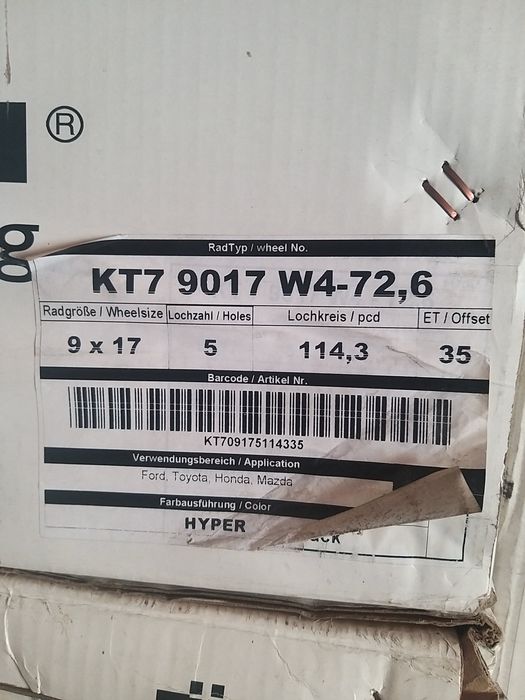 ®
g
RadTyp / wheel No.
KT7 9017 W4-72,6
Radgröße / Wheelsize Lochzahl / Holes Lochkreis / pcd ET / Offset
9 x 17 5 114,3 35
Barcode / Artikel Nr.
KT709175114335
Verwendungsbereich / Application
Ford, Toyota, Honda, Mazda
Farbausführung / Color
HYPER